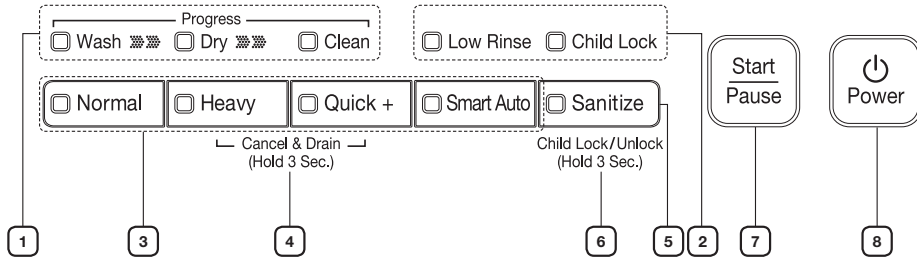 Progress
Wash Dry Clean
Low Rinse Child Lock
Start
Pause
Power
Normal Heavy Quick + Smart Auto Sanitize
Cancel & Drain
(Hold 3 Sec.)
Child Lock/Unlock
(Hold 3 Sec.)
1 3 4 6 5 2 7 8